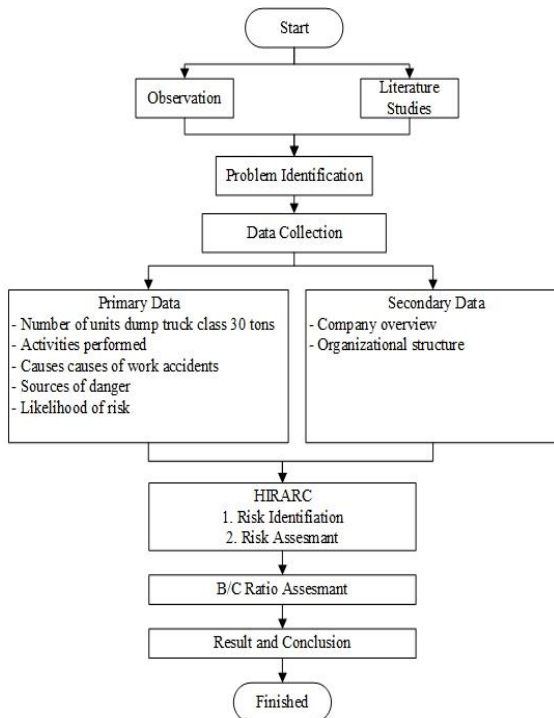 Start
Observation
Literature
Studies
Problem Identification
Data Collection
Primary Data
- Number of units dump truck class 30 tons
- Activities performed
- Causes causes of work accidents
- Sources of danger
- Likelihood of risk
Secondary Data
- Company overview
- Organizational structure
HIRARC
1. Risk Identifiation
2. Risk Assesmant
B/C Ratio Assesmant
Result and Conclusion
Finished